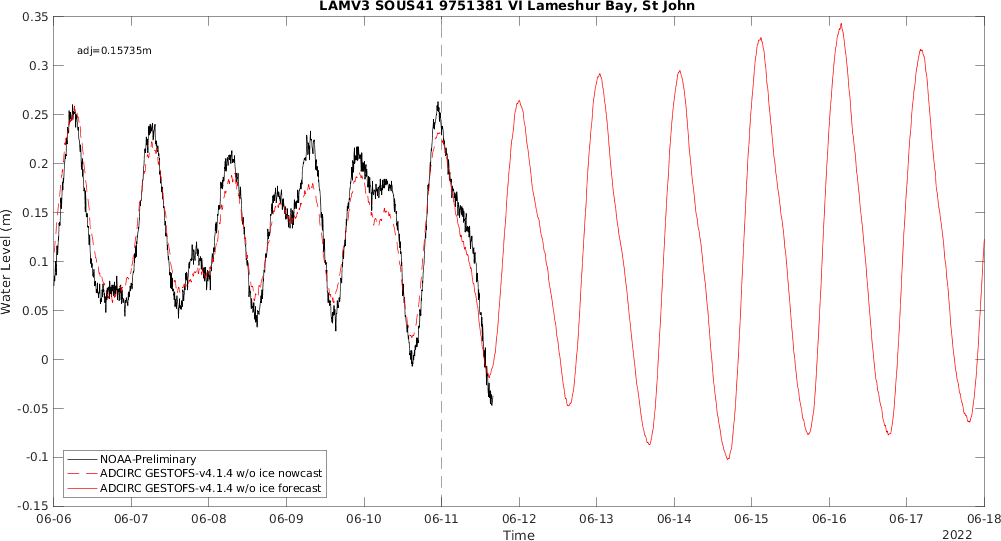 LAMV3 SOUS41 9751381 VI Lameshur Bay, St John
adj=0.15735m
0.35
0.3
0.25
0.2
0.15
0.1
0.05
0
-0.05
-0.1
-0.15
Water Level (m)
NOAA-Preliminary
ADCIRC GESTOFS-v4.1.4 w/o ice nowcast
ADCIRC GESTOFS-v4.1.4 w/o ice forecast
06-06 06-07 06-08 06-09 06-10 06-11 06-12 06-13 06-14 06-15 06-16 06-17 06-18
Time
2022